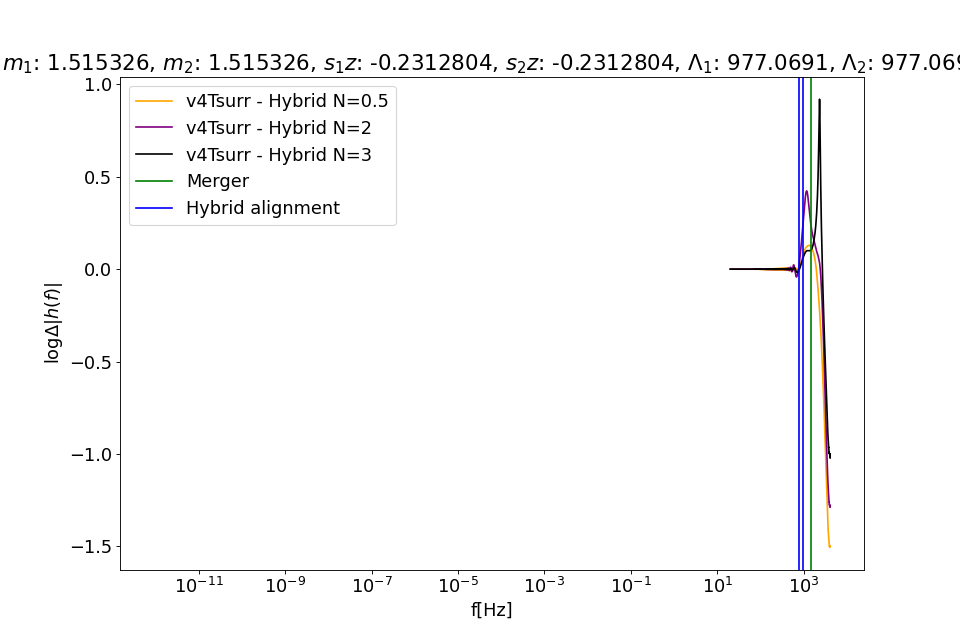 m₁: 1.515326, m₂: 1.515326, s₁z: -0.2312804, s₂z: -0.2312804, Λ₁: 977.0691, Λ₂: 977.069
1.0
0.5
0.0
−0.5
−1.0
−1.5
logΔ|h(f)|
v4Tsurr - Hybrid N=0.5
v4Tsurr - Hybrid N=2
v4Tsurr - Hybrid N=3
Merger
Hybrid alignment
10⁻¹¹ 10⁻⁹ 10⁻⁷ 10⁻⁵ 10⁻³ 10⁻¹ 10¹ 10³
f[Hz]